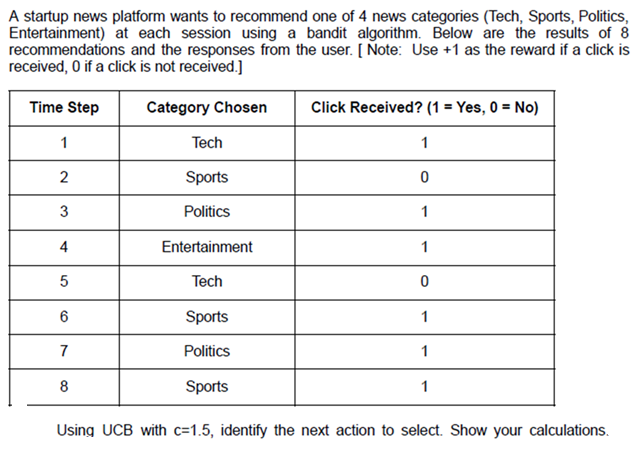 A startup news platform wants to recommend one of 4 news categories (Tech, Sports, Politics,
Entertainment) at each session using a bandit algorithm. Below are the results of 8
recommendations and the responses from the user. [ Note: Use +1 as the reward if a click is
received, 0 if a click is not received.]
Time Step Category Chosen Click Received? (1 = Yes, 0 = No)
1 Tech 1
2 Sports 0
3 Politics 1
4 Entertainment 1
5 Tech 0
6 Sports 1
7 Politics 1
8 Sports 1
Using UCB with c=1.5, identify the next action to select. Show your calculations.